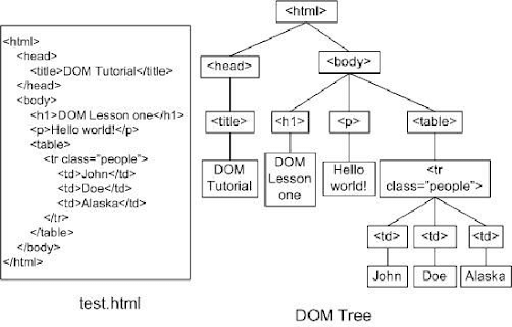 <html>
<head>
<title>DOM Tutorial</title>
</head>
<body>
<h1>DOM Lesson one</h1>
<p>Hello world!</p>
<table>
<tr class="people">
<td>John</td>
<td>Doe</td>
<td>Alaska</td>
</tr>
</table>
</body>
</html>
test.html
<html>
<head>
<body>
<title>
<h1>
<p>
<table>
DOM
Tutorial
DOM
Lesson
one
Hello
world!
<tr
class="people">
<td>
<td>
<td>
John
Doe
Alaska
DOM Tree